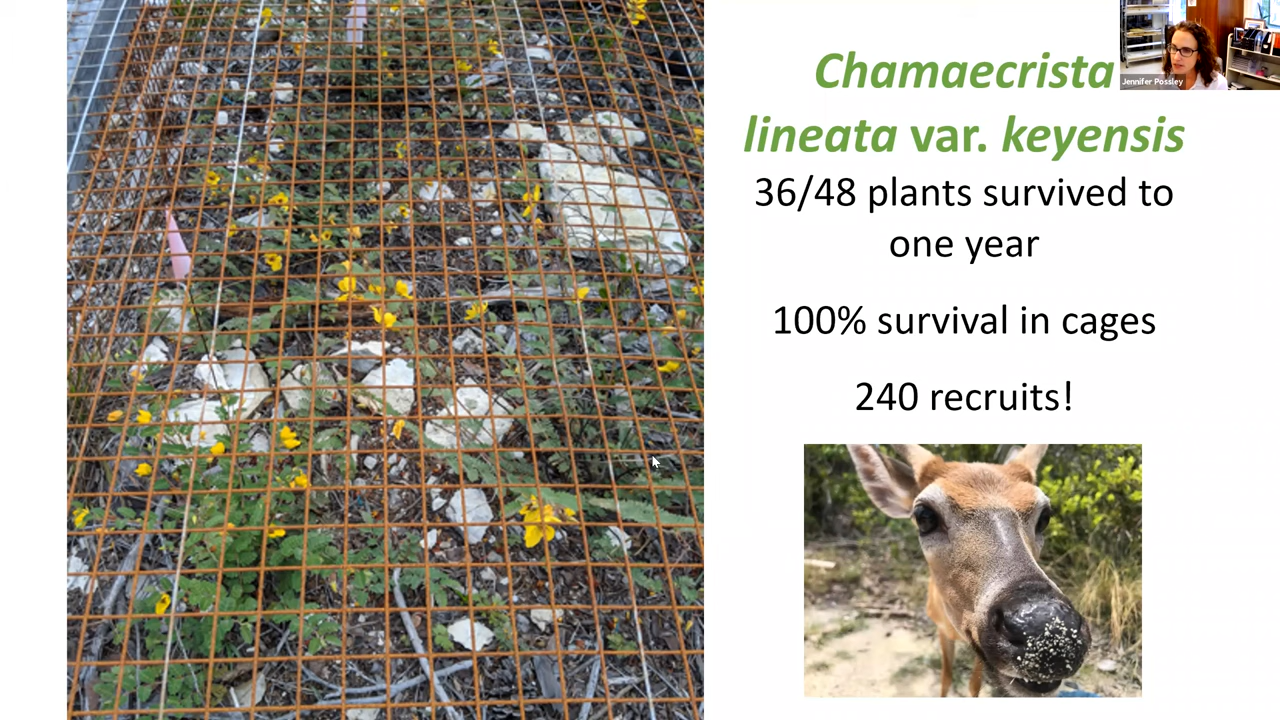 Chamaecrista
lineata var. keyensis
36/48 plants survived to
one year
100% survival in cages
240 recruits!
Jennifer Possley